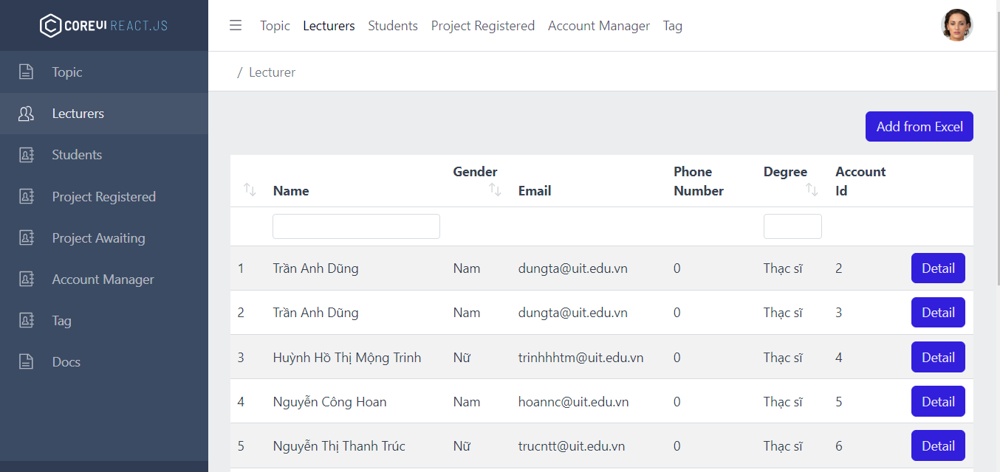 COREUI REACT.JS
Topic
Lecturers
Students
Project Registered
Project Awaiting
Account Manager
Tag
Docs
Topic Lecturers Students Project Registered Account Manager Tag
/ Lecturer
Add from Excel
Name Gender Email Phone Number Degree Account Id
1 Trần Anh Dũng Nam dungta@uit.edu.vn 0 Thạc sĩ 2 Detail
2 Trần Anh Dũng Nam dungta@uit.edu.vn 0 Thạc sĩ 3 Detail
3 Huỳnh Hồ Thị Mộng Trinh Nữ trinhhhtm@uit.edu.vn 0 Thạc sĩ 4 Detail
4 Nguyễn Công Hoan Nam hoannc@uit.edu.vn 0 Thạc sĩ 5 Detail
5 Nguyễn Thị Thanh Trúc Nữ trucntt@uit.edu.vn 0 Thạc sĩ 6 Detail